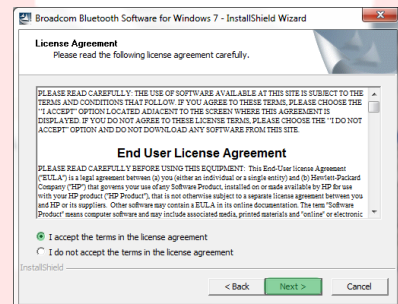 Broadcom Bluetooth Software for Windows 7 - InstallShield Wizard
License Agreement
Please read the following license agreement carefully.
PLEASE READ CAREFULLY: THE USE OF SOFTWARE AVAILABLE AT THIS SITE IS SUBJECT TO THE
TERMS AND CONDITIONS THAT FOLLOW. IF YOU AGREE TO THESE TERMS, PLEASE CHOOSE THE
"I ACCEPT" OPTION LOCATED ADJACENT TO THE SCREEN WHERE THIS AGREEMENT IS
DISPLAYED. IF YOU DO NOT AGREE TO THESE LICENSE TERMS, PLEASE CHOOSE THE "I DO NOT
ACCEPT" OPTION AND DO NOT DOWNLOAD ANY SOFTWARE FROM THIS SITE.
End User License Agreement
PLEASE READ CAREFULLY BEFORE USING THIS EQUIPMENT: This End-User license Agreement
("EULA") is a legal agreement between (a) you (either an individual or a single entity) and (b) Hewlett-Packard
Company ("HP") that governs your use of any Software Product, installed on or made available by HP for use
with your HP product ("HP Product"), that is not otherwise subject to a separate license agreement between you
and HP or its suppliers. Other software may contain a EULA in its online documentation. The term "Software
Product" means computer software and may include associated media, printed materials and "online" or electronic
I accept the terms in the license agreement
I do not accept the terms in the license agreement
InstallShield
< Back Next > Cancel